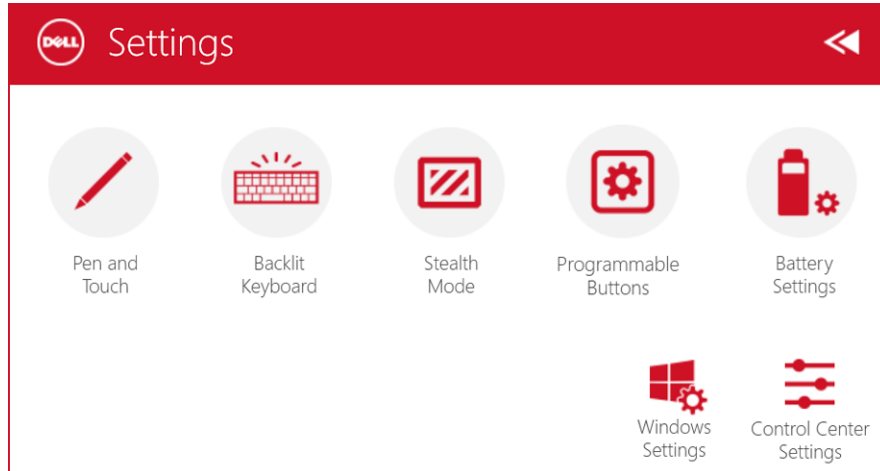 DELL Settings
Pen and
Touch
Backlit
Keyboard
Stealth
Mode
Programmable
Buttons
Battery
Settings
Windows
Settings
Control Center
Settings